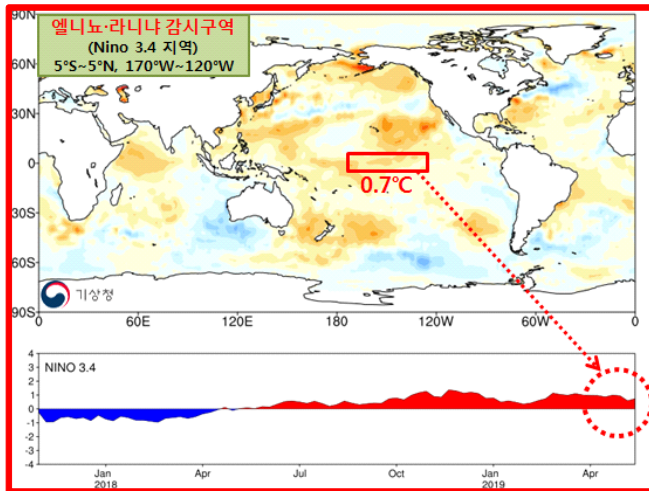 엘니뇨·라니냐 감시구역
(Nino 3.4 지역)
5°S~5°N, 170°W~120°W
90N
60N
30N
0
30S
60S
90S
0.7℃
기상청
0 60E 120E 180 120W 60W 0
NINO 3.4
4
3
2
1
0
-1
-2
-3
-4
Jan Apr Jul Oct Jan Apr
2018 2019